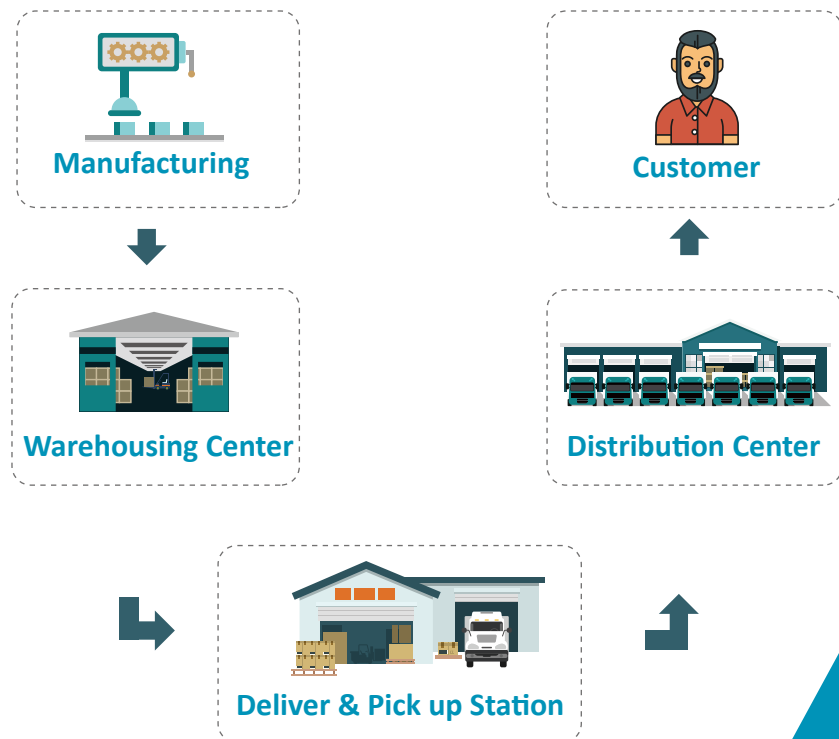 Manufacturing
Customer
Warehousing Center
Distribution Center
Deliver & Pick up Station